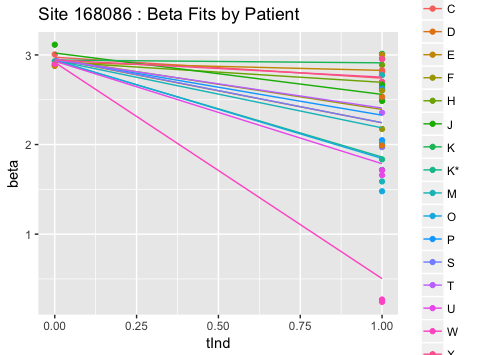 Site 168086 : Beta Fits by Patient
3
2
1
beta
0.00 0.25 0.50 0.75 1.00
tInd
C
D
E
F
H
J
K
K*
M
O
P
S
T
U
W